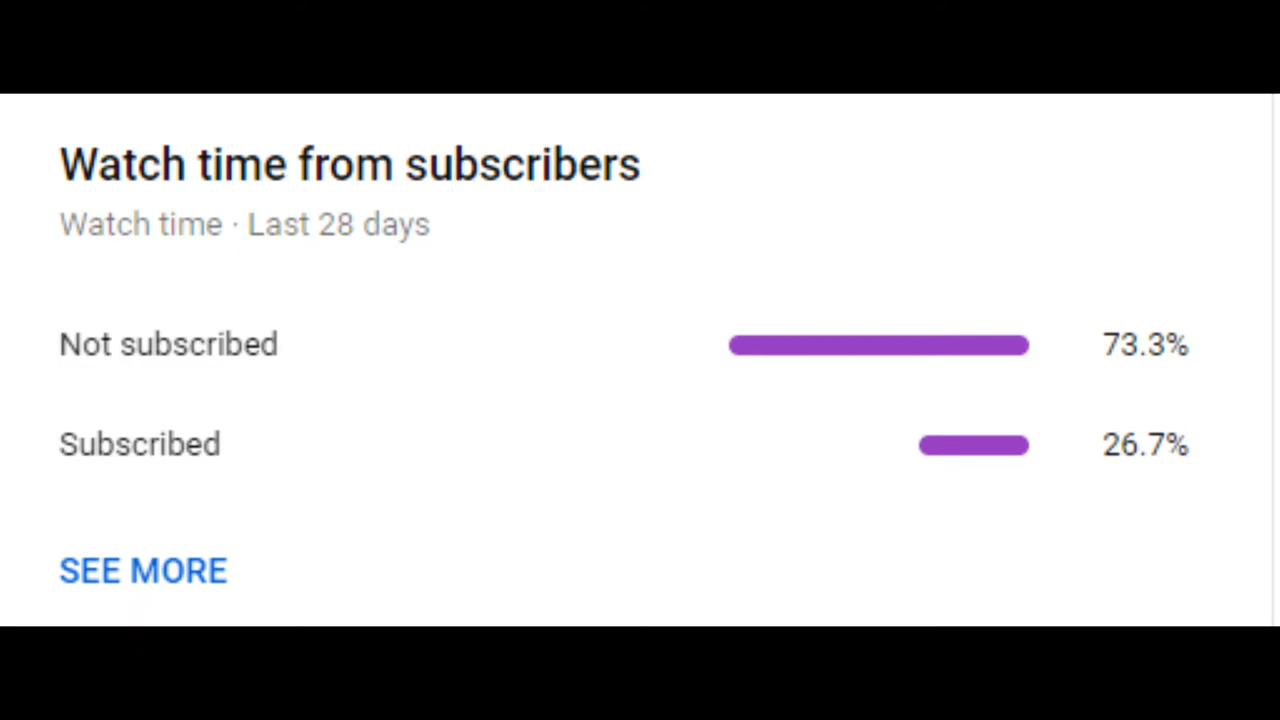 Watch time from subscribers
Watch time · Last 28 days
Not subscribed 73.3%
Subscribed 26.7%
SEE MORE